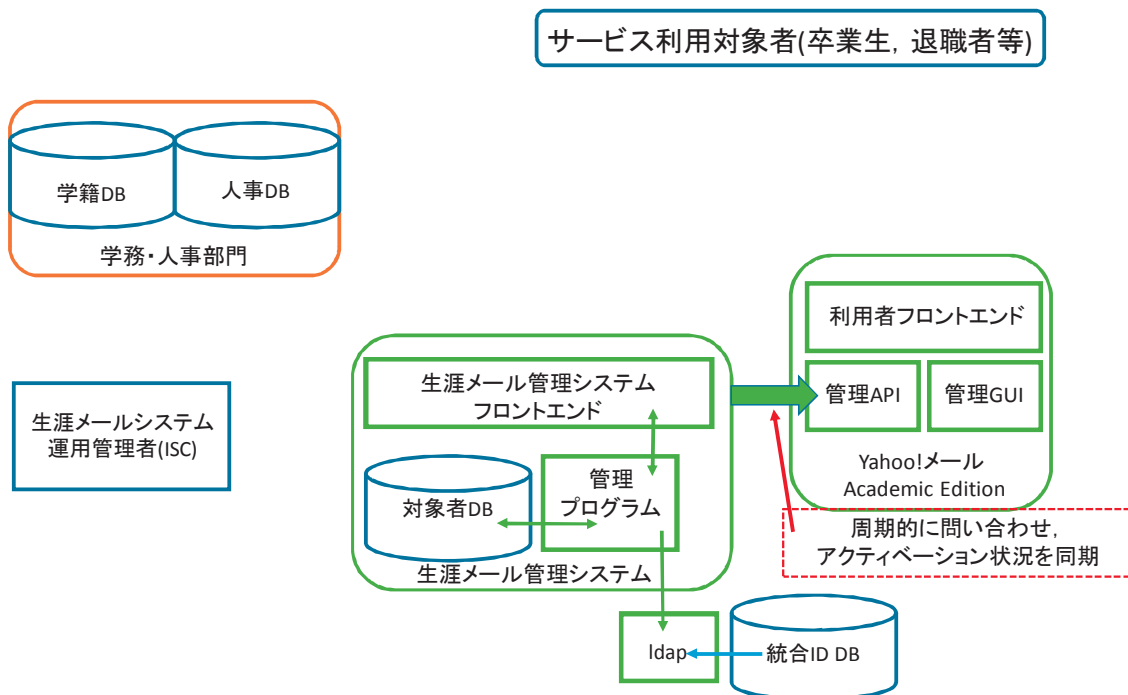 サービス利用対象者(卒業生, 退職者等)
学籍DB
人事DB
学務・人事部門
利用者フロントエンド
管理API
管理GUI
Yahoo!メール
Academic Edition
生涯メール管理システム
フロントエンド
生涯メールシステム
運用管理者(ISC)
対象者DB
管理
プログラム
生涯メール管理システム
周期的に問い合わせ,
アクティベーション状況を同期
ldap
統合ID DB